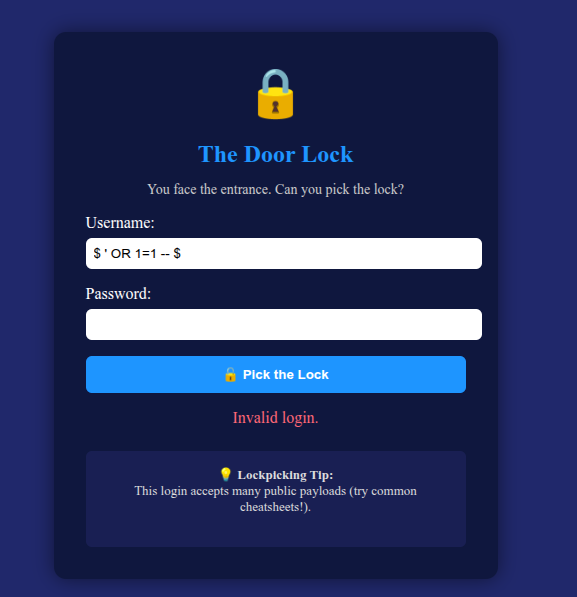 The Door Lock
You face the entrance. Can you pick the lock?
Username:
$ ' OR 1=1 -- $
Password:
🔓 Pick the Lock
Invalid login.
💡 Lockpicking Tip:
This login accepts many public payloads (try common
cheatsheets!).